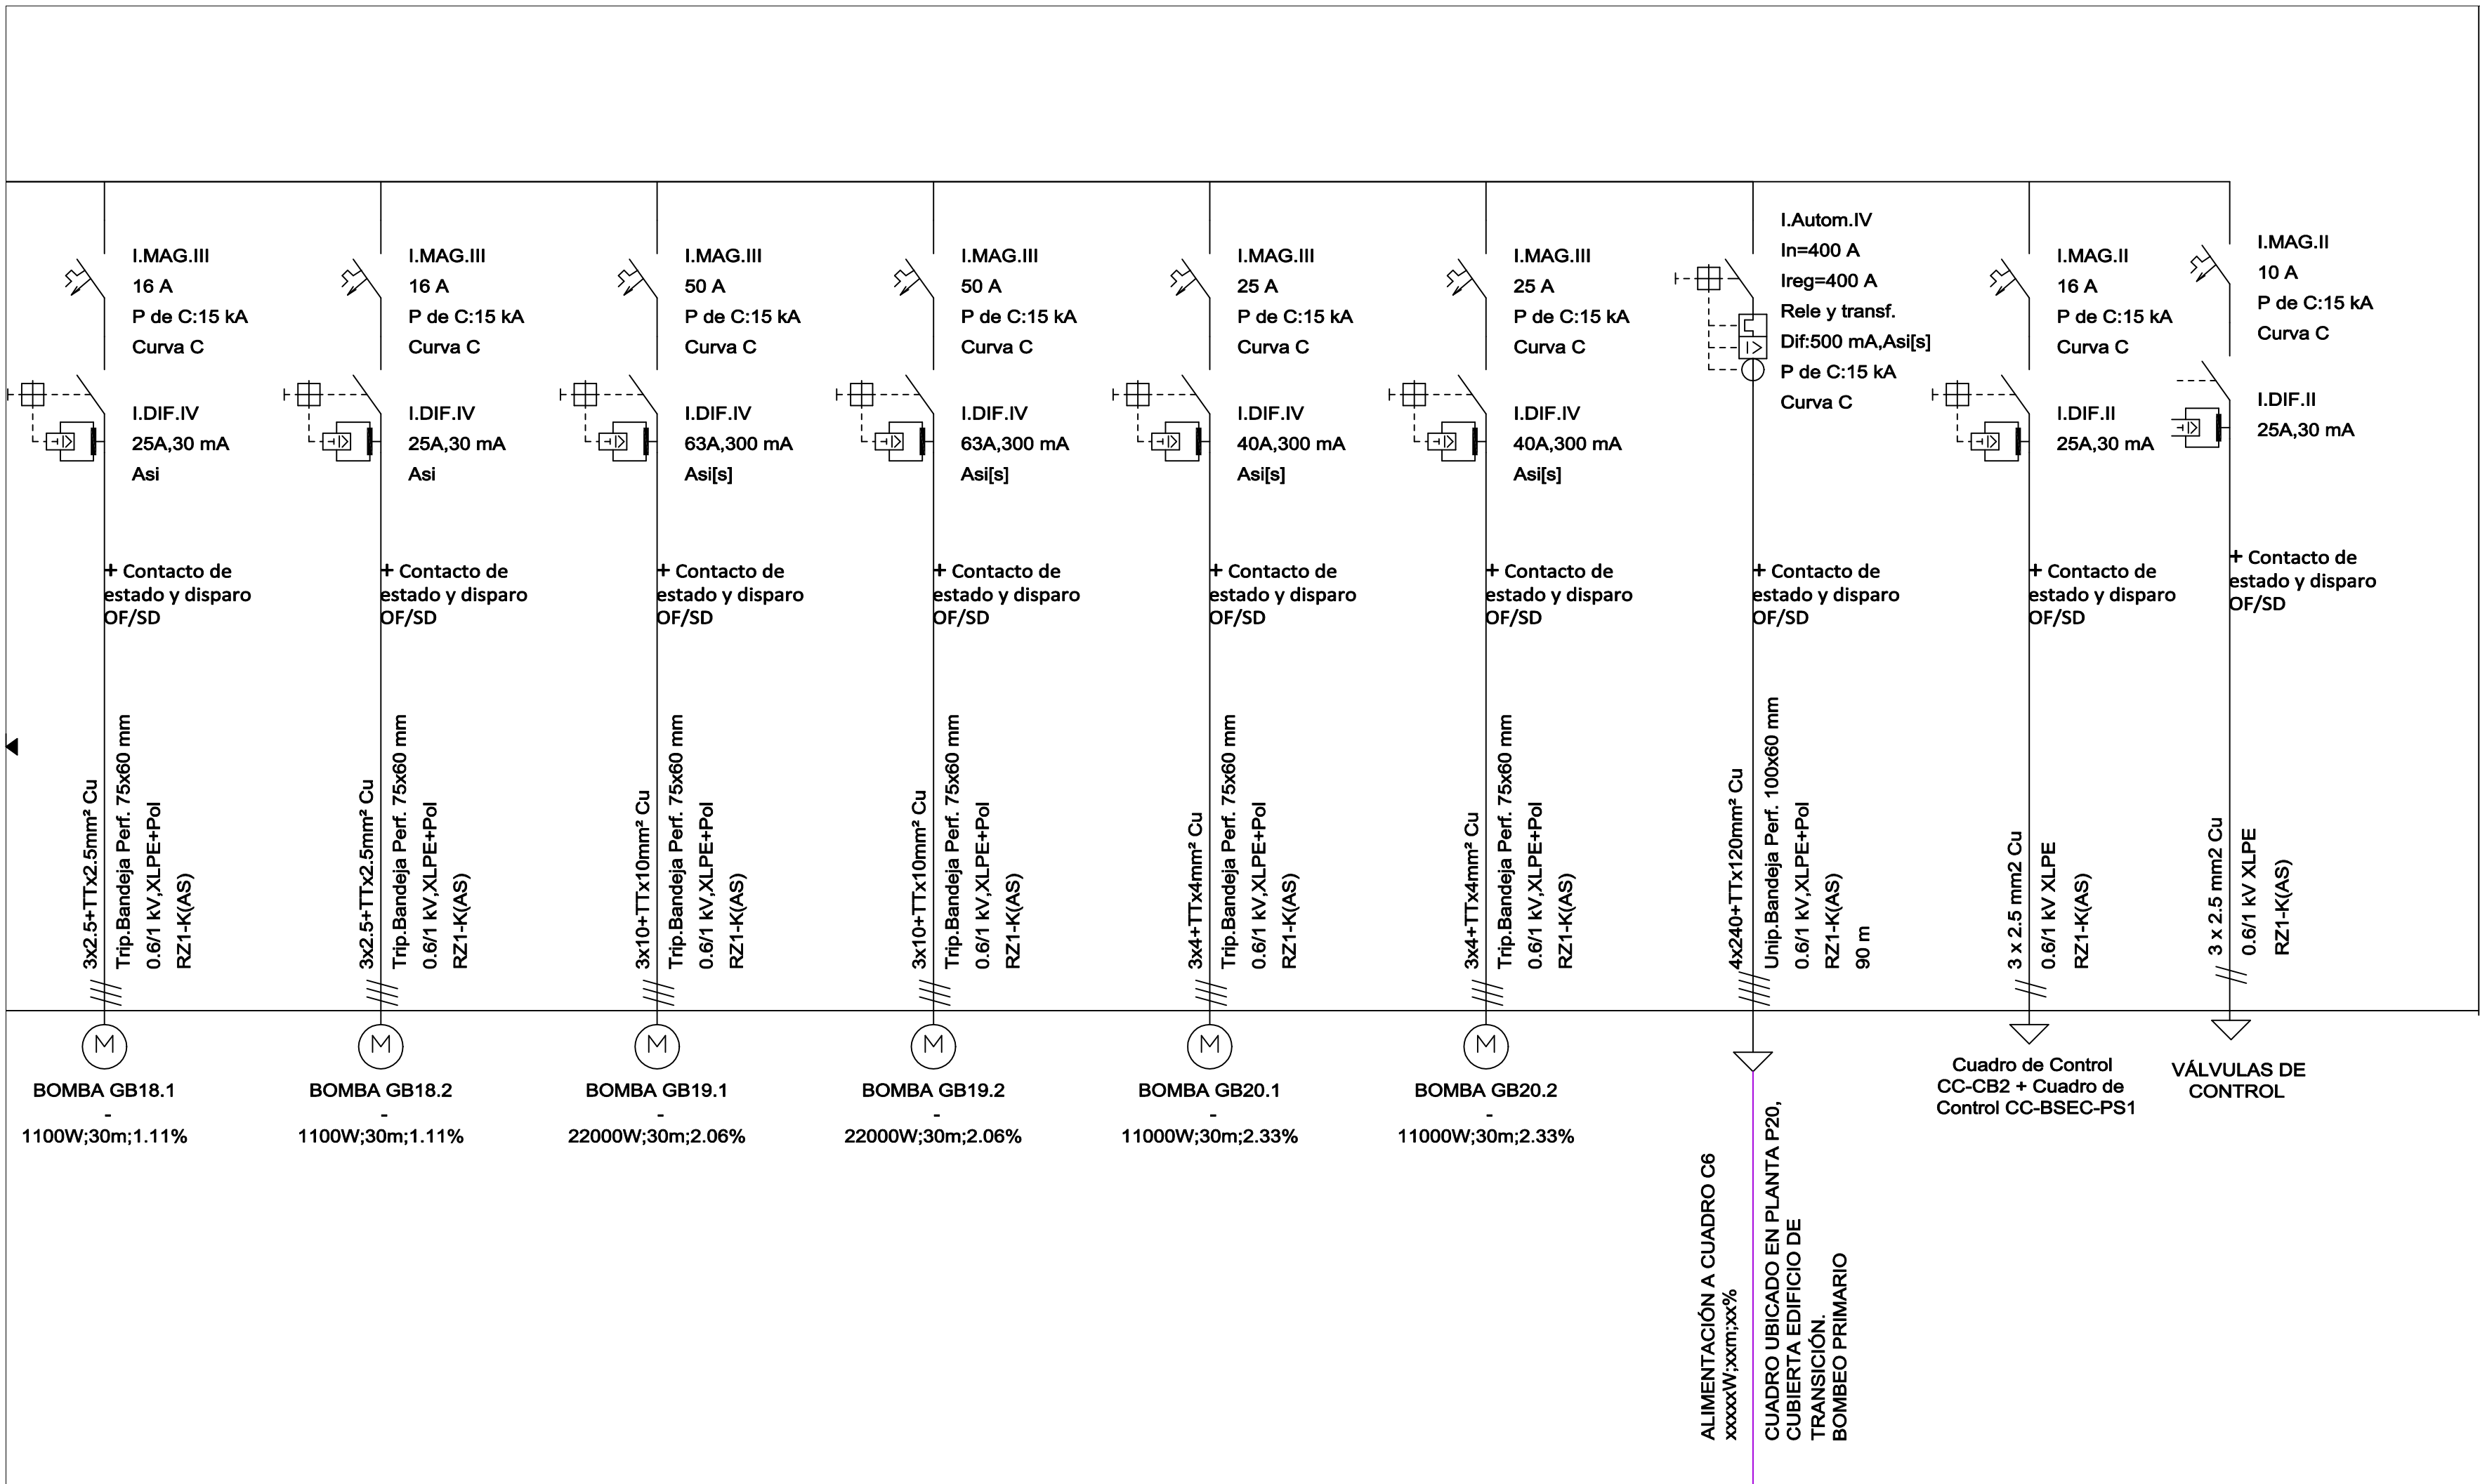 I.MAG.III
16 A
P de C:15 kA
Curva C
I.DIF.IV
25A,30 mA
Asi
+ Contacto de
estado y disparo
OF/SD
3x2.5+TTx2.5mm² Cu
Trip.Bandeja Perf. 75x60 mm
0.6/1 kV,XLPE+Pol
RZ1-K(AS)
M
BOMBA GB18.1
-
1100W;30m;1.11%
I.MAG.III
16 A
P de C:15 kA
Curva C
I.DIF.IV
25A,30 mA
Asi
+ Contacto de
estado y disparo
OF/SD
3x2.5+TTx2.5mm² Cu
Trip.Bandeja Perf. 75x60 mm
0.6/1 kV,XLPE+Pol
RZ1-K(AS)
M
BOMBA GB18.2
-
1100W;30m;1.11%
I.MAG.III
50 A
P de C:15 kA
Curva C
I.DIF.IV
63A,300 mA
Asi[s]
+ Contacto de
estado y disparo
OF/SD
3x10+TTx10mm² Cu
Trip.Bandeja Perf. 75x60 mm
0.6/1 kV,XLPE+Pol
RZ1-K(AS)
M
BOMBA GB19.1
-
22000W;30m;2.06%
I.MAG.III
50 A
P de C:15 kA
Curva C
I.DIF.IV
63A,300 mA
Asi[s]
+ Contacto de
estado y disparo
OF/SD
3x10+TTx10mm² Cu
Trip.Bandeja Perf. 75x60 mm
0.6/1 kV,XLPE+Pol
RZ1-K(AS)
M
BOMBA GB19.2
-
22000W;30m;2.06%
I.MAG.III
25 A
P de C:15 kA
Curva C
I.DIF.IV
40A,300 mA
Asi[s]
+ Contacto de
estado y disparo
OF/SD
3x4+TTx4mm² Cu
Trip.Bandeja Perf. 75x60 mm
0.6/1 kV,XLPE+Pol
RZ1-K(AS)
M
BOMBA GB20.1
-
11000W;30m;2.33%
I.MAG.III
25 A
P de C:15 kA
Curva C
I.DIF.IV
40A,300 mA
Asi[s]
+ Contacto de
estado y disparo
OF/SD
3x4+TTx4mm² Cu
Trip.Bandeja Perf. 75x60 mm
0.6/1 kV,XLPE+Pol
RZ1-K(AS)
M
BOMBA GB20.2
-
11000W;30m;2.33%
I.Autom.IV
In=400 A
Ireg=400 A
Rele y transf.
Dif:500 mA,Asi[s]
P de C:15 kA
Curva C
+ Contacto de
estado y disparo
OF/SD
4x240+TTx120mm² Cu
Unip.Bandeja Perf. 100x60 mm
0.6/1 kV,XLPE+Pol
RZ1-K(AS)
90 m
ALIMENTACIÓN A CUADRO C6
xxxxxW;xxm;xx%
CUADRO UBICADO EN PLANTA P20,
CUBIERTA EDIFICIO DE
TRANSICIÓN.
BOMBEO PRIMARIO
I.MAG.II
16 A
P de C:15 kA
Curva C
I.DIF.II
25A,30 mA
+ Contacto de
estado y disparo
OF/SD
3 x 2.5 mm2 Cu
0.6/1 kV XLPE
RZ1-K(AS)
Cuadro de Control
CC-CB2 + Cuadro de
Control CC-BSEC-PS1
I.MAG.II
10 A
P de C:15 kA
Curva C
I.DIF.II
25A,30 mA
+ Contacto de
estado y disparo
OF/SD
3 x 2.5 mm2 Cu
0.6/1 kV XLPE
RZ1-K(AS)
VÁLVULAS DE
CONTROL